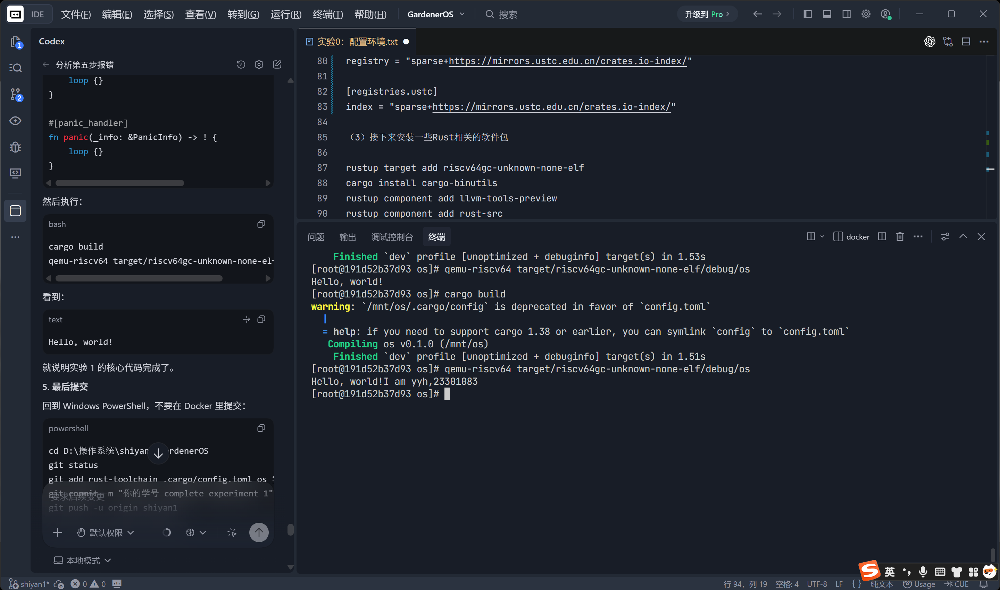 IDE 文件(F) 编辑(E) 选择(S) 查看(V) 转到(G) 运行(R) 终端(T) 帮助(H) GardenerOS 搜索 升级到 Pro
1
2
Codex
分析第五步报错
loop {}
}
#[panic_handler]
fn panic(_info: &PanicInfo) -> ! {
loop {}
}
然后执行：
bash
cargo build
qemu-riscv64 target/riscv64gc-unknown-none-el
看到：
text
Hello, world!
就说明实验 1 的核心代码完成了。
5. 最后提交
回到 Windows PowerShell，不要在 Docker 里提交：
powershell
cd D:\操作系统\shiyan rdenerOS
git status
git add rust-toolchain .cargo/config.toml os
git commit -m "你的学号 complete experiment 1"
要求后续变更
git push -u origin shiyan1
默认权限
本地模式
实验0：配置环境.txt
80 registry = "sparse+https://mirrors.ustc.edu.cn/crates.io-index/"
81
82 [registries.ustc]
83 index = "sparse+https://mirrors.ustc.edu.cn/crates.io-index/"
84
85 （3）接下来安装一些Rust相关的软件包
86
87 rustup target add riscv64gc-unknown-none-elf
88 cargo install cargo-binutils
89 rustup component add llvm-tools-preview
90 rustup component add rust-src
问题 输出 调试控制台 终端 docker
Finished `dev` profile [unoptimized + debuginfo] target(s) in 1.53s
[root@191d52b37d93 os]# qemu-riscv64 target/riscv64gc-unknown-none-elf/debug/os
Hello, world!
[root@191d52b37d93 os]# cargo build
warning: `/mnt/os/.cargo/config` is deprecated in favor of `config.toml`
|
= help: if you need to support cargo 1.38 or earlier, you can symlink `config` to `config.toml`
Compiling os v0.1.0 (/mnt/os)
Finished `dev` profile [unoptimized + debuginfo] target(s) in 1.51s
[root@191d52b37d93 os]# qemu-riscv64 target/riscv64gc-unknown-none-elf/debug/os
Hello, world!I am yyh,23301083
[root@191d52b37d93 os]#
英
shiyan1* 0 0 行 94，列 19 空格: 4 UTF-8 LF { } 纯文本 Usage CUE